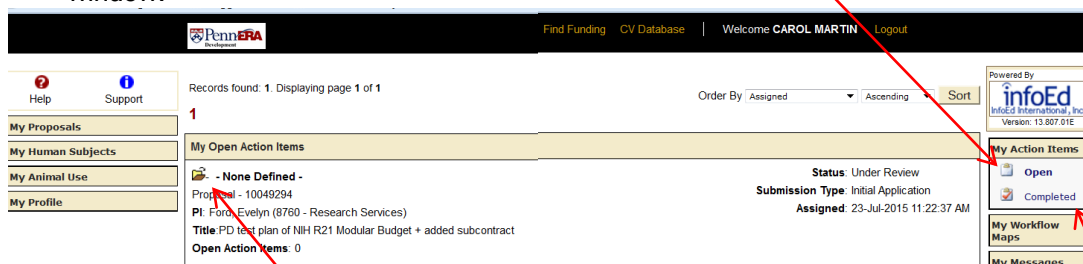 PennERA
Development
Find Funding CV Database | Welcome CAROL MARTIN Logout
Help Support
My Proposals
My Human Subjects
My Animal Use
My Profile
Records found: 1. Displaying page 1 of 1
1
Order By Assigned Ascending Sort
My Open Action Items
- None Defined -
Proposal - 10049294
PI: Ford, Evelyn (8760 - Research Services)
Title:PD test plan of NIH R21 Modular Budget + added subcontract
Open Action Items: 0
Status: Under Review
Submission Type: Initial Application
Assigned: 23-Jul-2015 11:22:37 AM
Powered By
infoEd
InfoEd International, Inc
Version: 13.807.01E
My Action Items
Open
Completed
My Workflow
Maps
My Messages